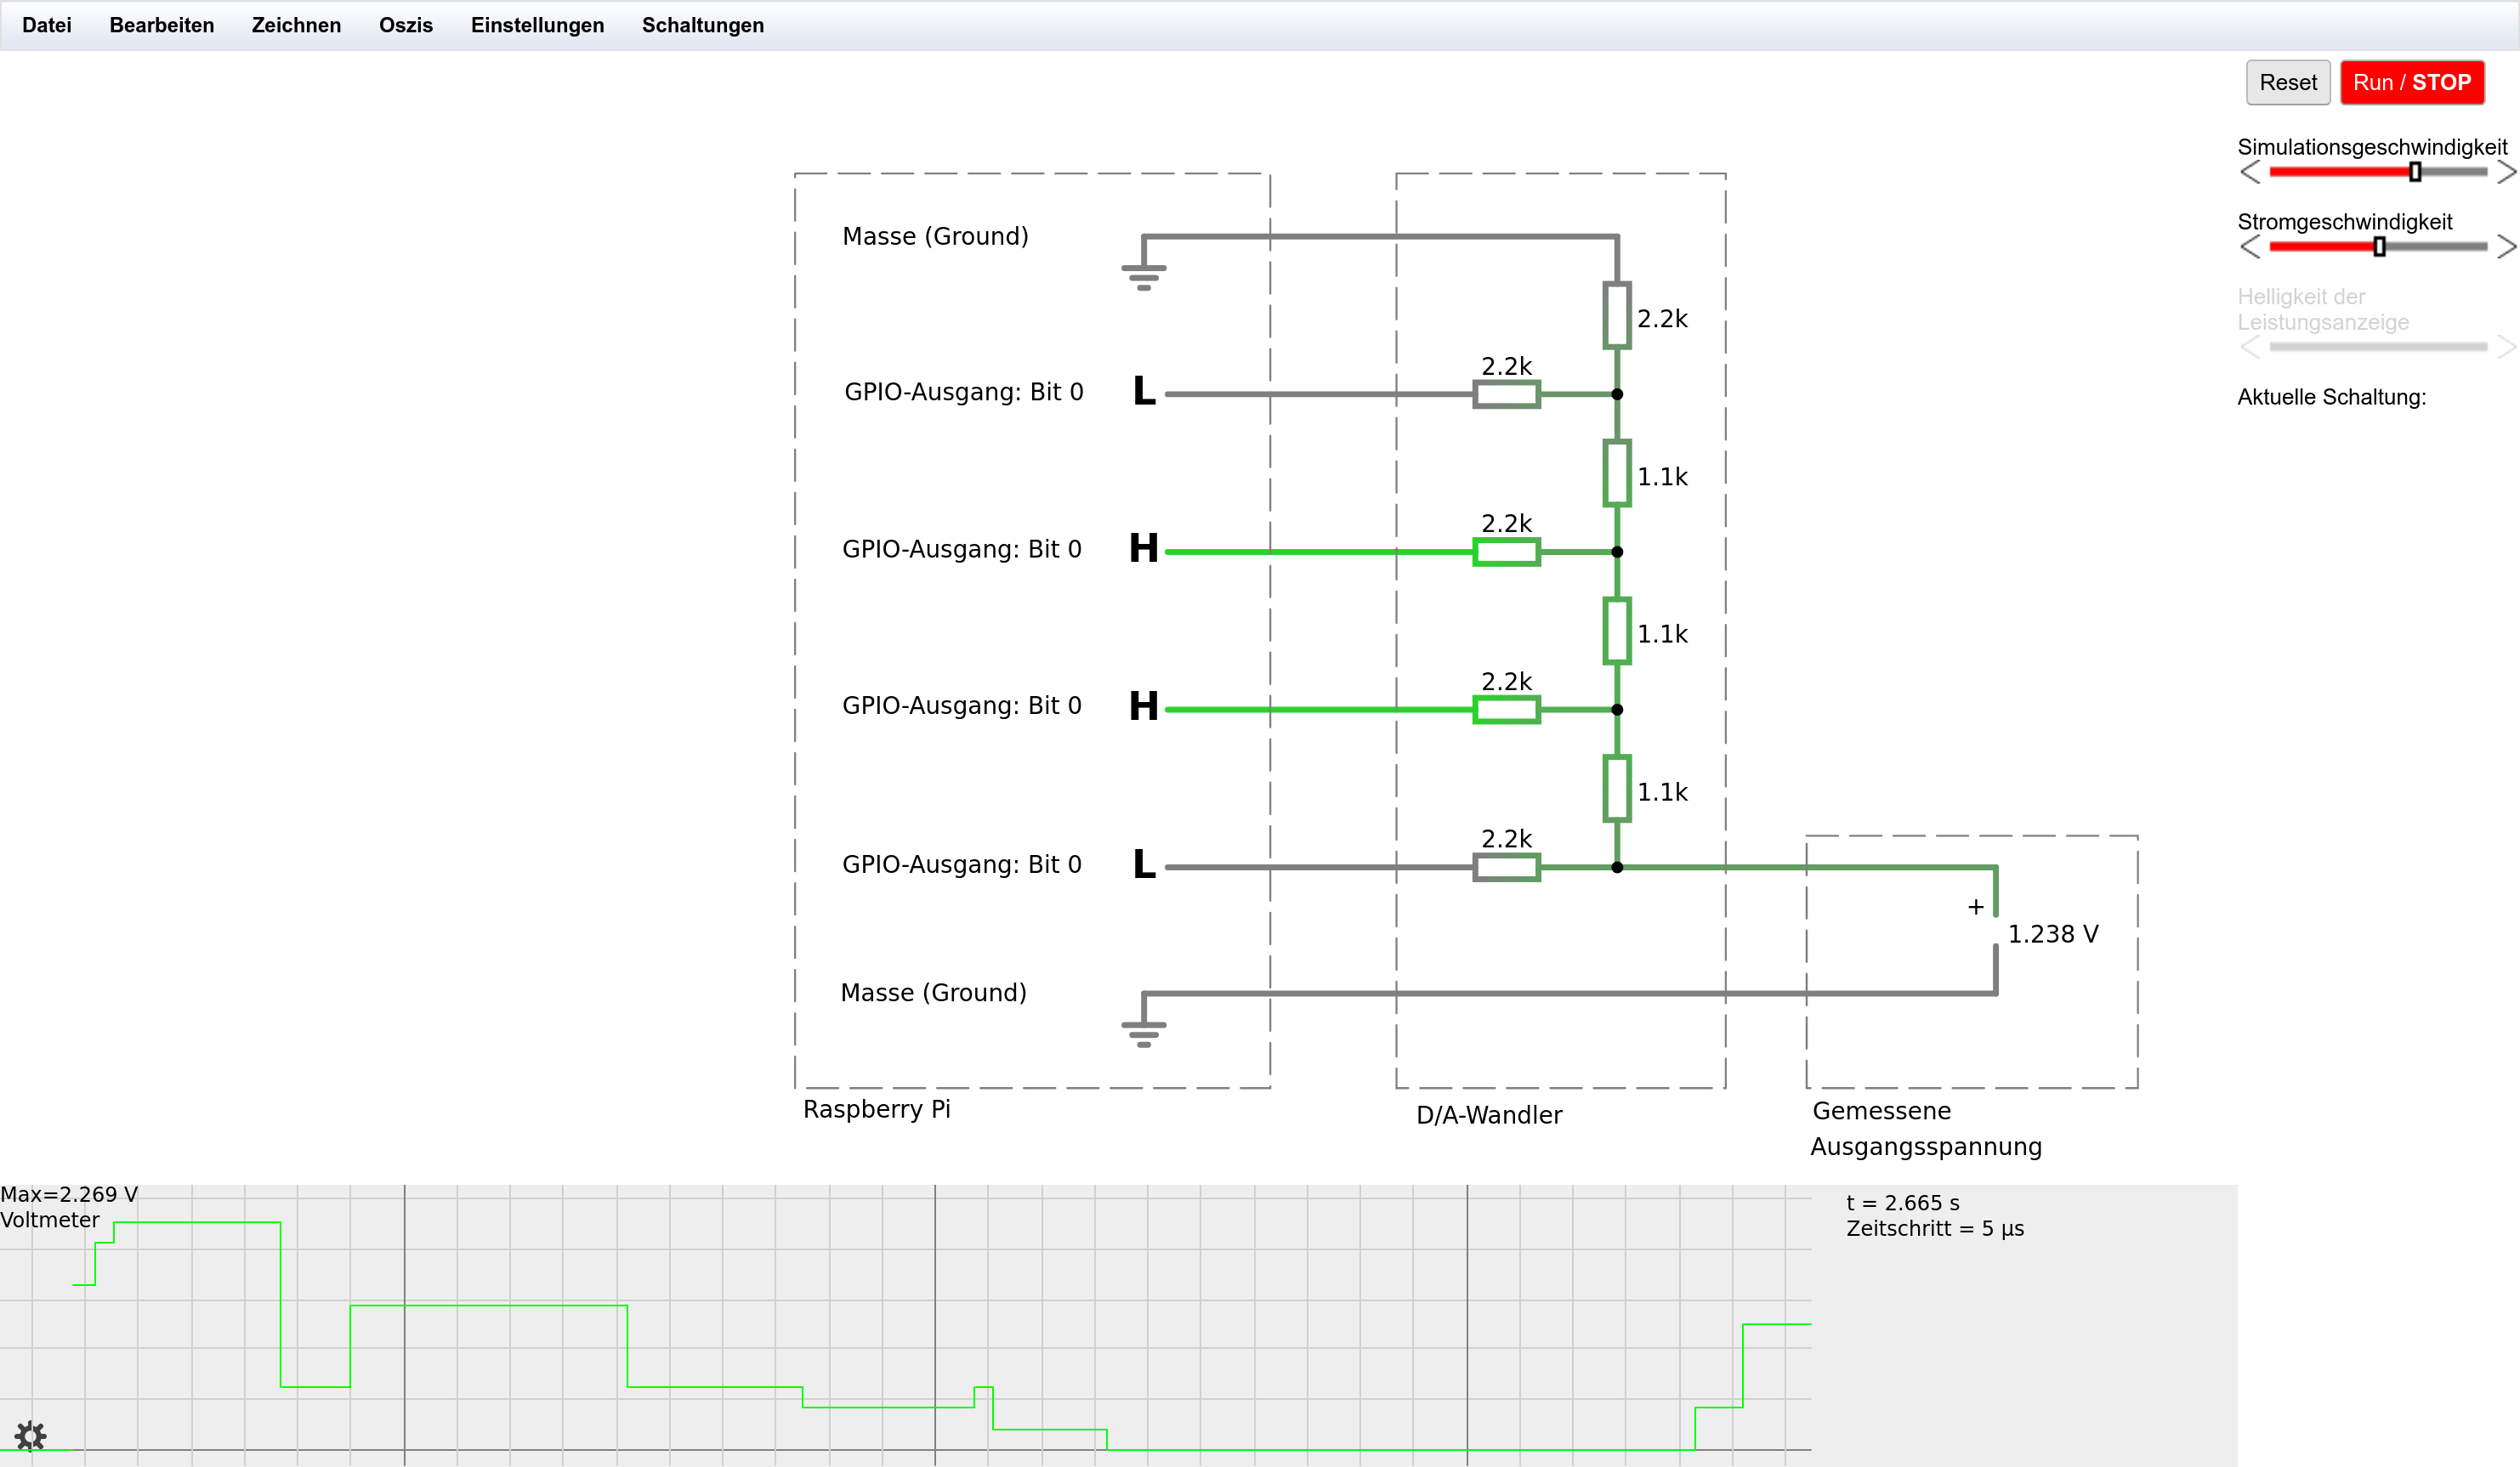 Datei Bearbeiten Zeichnen Oszis Einstellungen Schaltungen
Reset Run / STOP
Simulationsgeschwindigkeit
Stromgeschwindigkeit
Helligkeit der
Leistungsanzeige
Aktuelle Schaltung:
Masse (Ground)
2.2k
GPIO-Ausgang: Bit 0 L 2.2k
1.1k
GPIO-Ausgang: Bit 0 H 2.2k
1.1k
GPIO-Ausgang: Bit 0 H 2.2k
1.1k
GPIO-Ausgang: Bit 0 L 2.2k
+
1.238 V
Masse (Ground)
Raspberry Pi
D/A-Wandler
Gemessene
Ausgangsspannung
Max=2.269 V
Voltmeter
t = 2.665 s
Zeitschritt = 5 µs